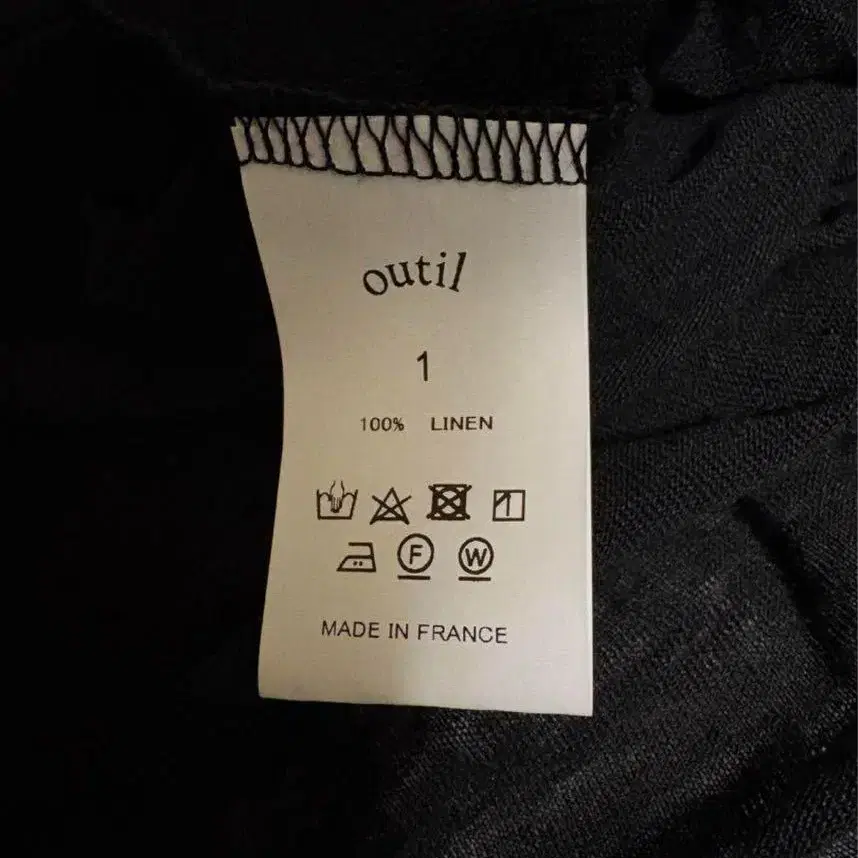 outil
1
100% LINEN
F W
MADE IN FRANCE